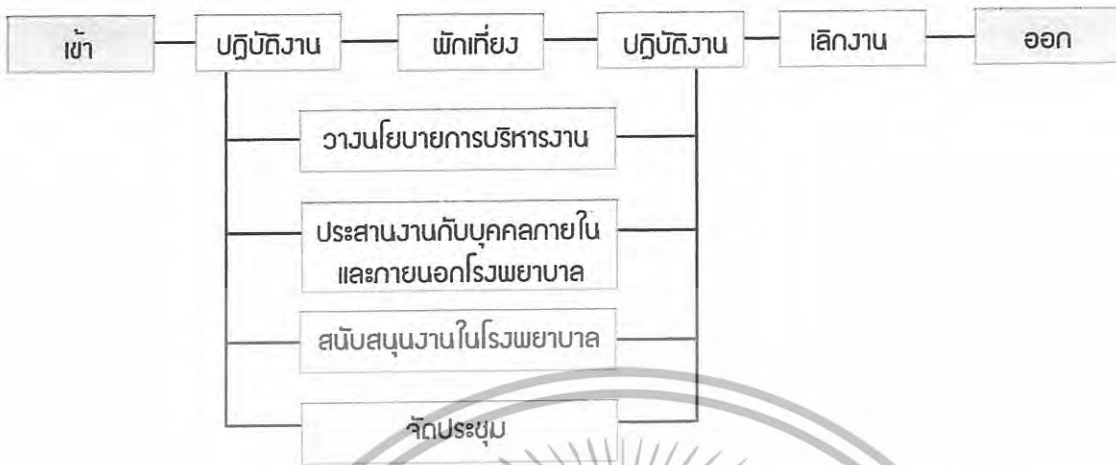 เข้า
ปฏิบัติงาน
พักเที่ยง
ปฏิบัติงาน
เลิกงาน
ออก
วางนโยบายการบริหารงาน
ประสานงานกับบุคคลภายใน
และภายนอกโรงพยาบาล
สนับสนุนงานในโรงพยาบาล
จัดประชุม